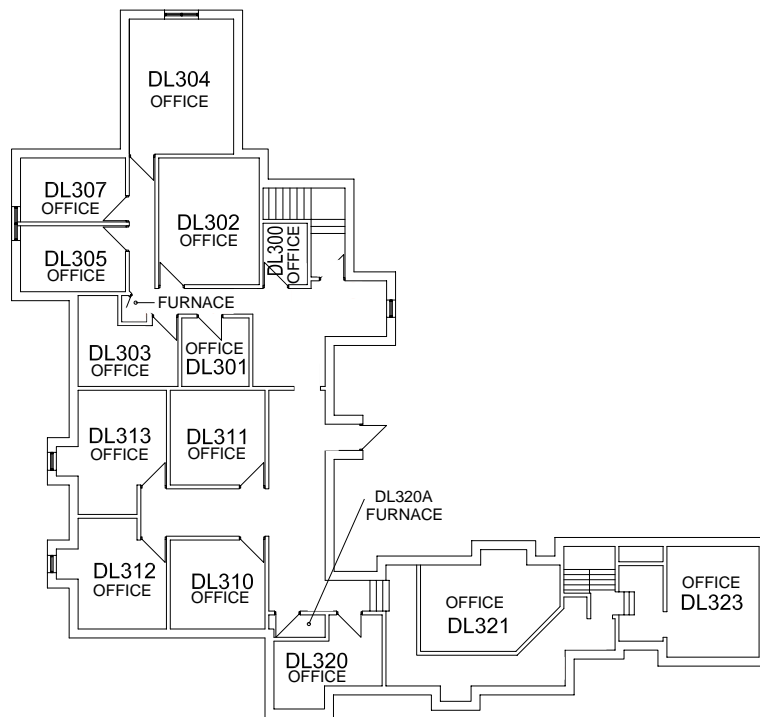 DL304
OFFICE
DL307
OFFICE
DL302
OFFICE
DL300
OFFICE
DL305
OFFICE
FURNACE
DL303
OFFICE
OFFICE
DL301
DL313
OFFICE
DL311
OFFICE
DL320A
FURNACE
DL312
OFFICE
DL310
OFFICE
OFFICE
DL321
OFFICE
DL323
DL320
OFFICE